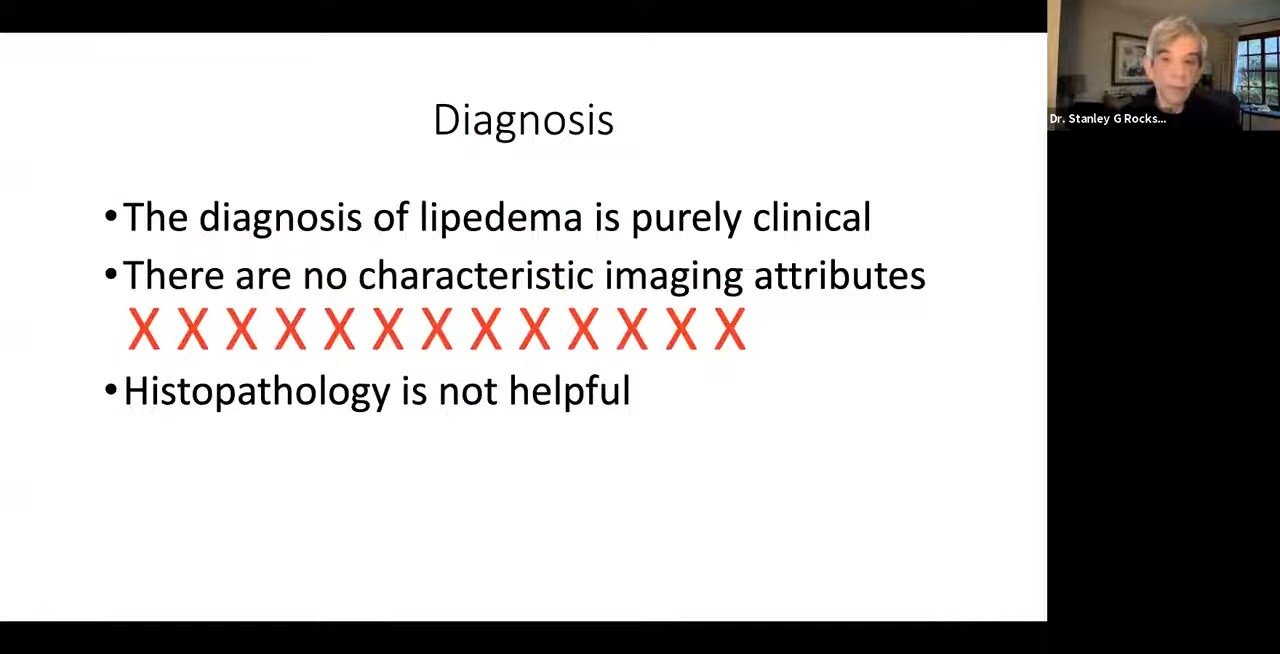 Diagnosis
•The diagnosis of lipedema is purely clinical
•There are no characteristic imaging attributes
X X X X X X X X X X X X X
•Histopathology is not helpful
Dr. Stanley G Rocks...